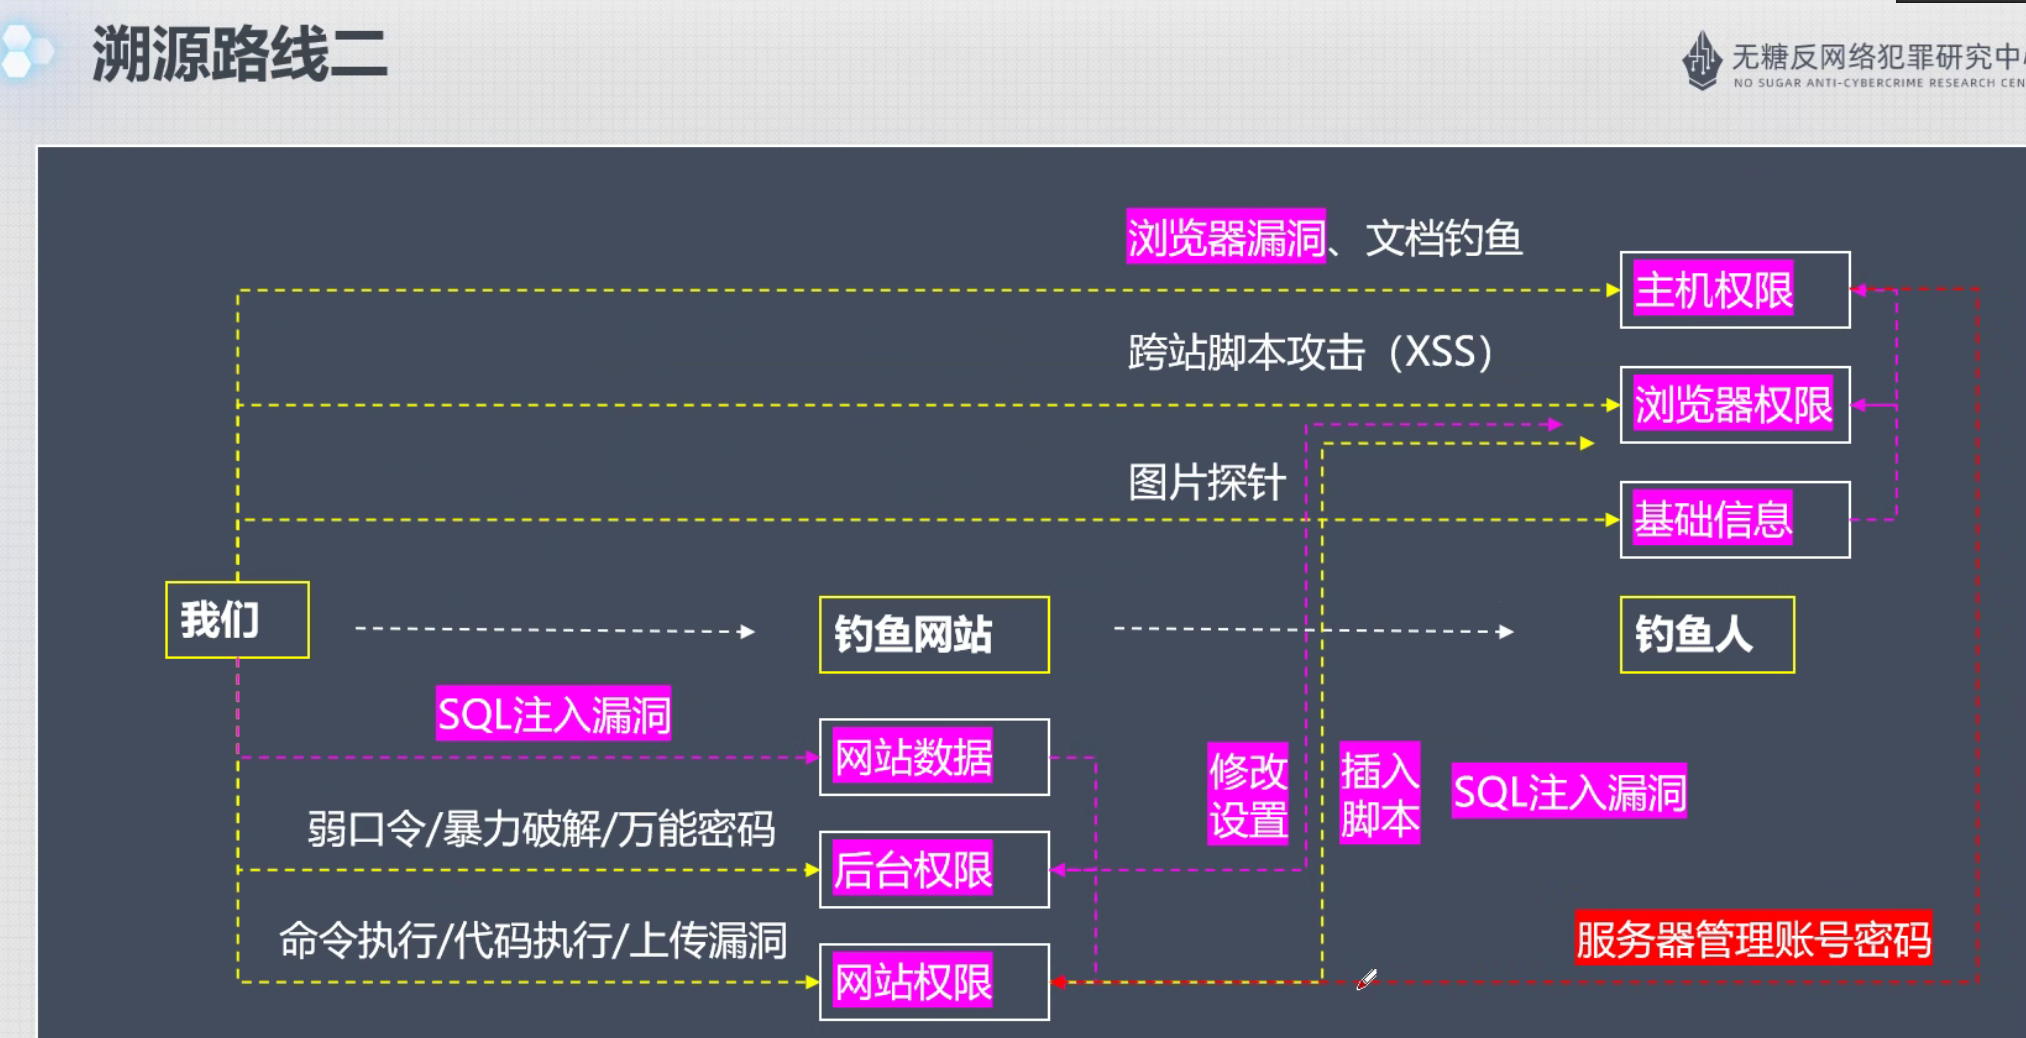 溯源路线二
无糖反网络犯罪研究中
NO SUGAR ANTI-CYBERCRIME RESEARCH CEN
浏览器漏洞、文档钓鱼
主机权限
跨站脚本攻击（XSS）
浏览器权限
图片探针
基础信息
我们
钓鱼网站
钓鱼人
SQL注入漏洞
网站数据
修改
设置
插入
脚本
SQL注入漏洞
弱口令/暴力破解/万能密码
后台权限
命令执行/代码执行/上传漏洞
网站权限
服务器管理账号密码